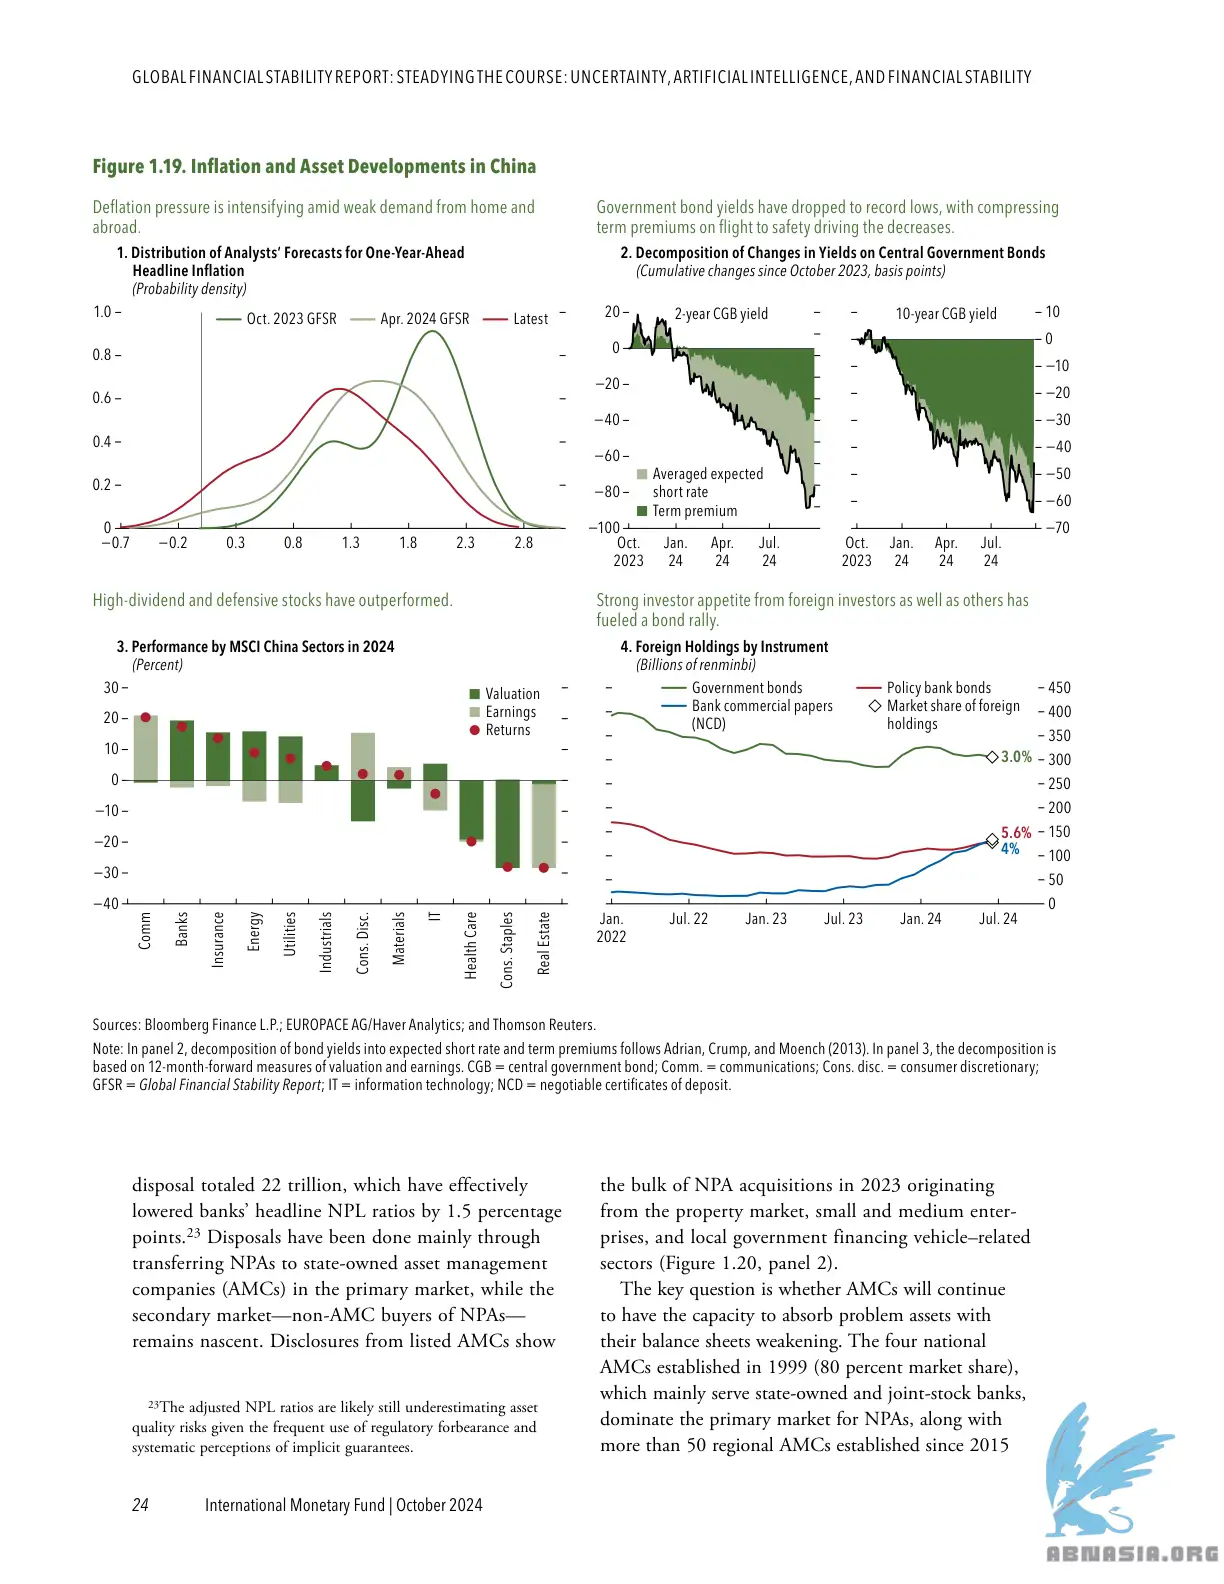 GLOBAL FINANCIAL STABILITY REPORT: STEADYING THE COURSE: UNCERTAINTY, ARTIFICIAL INTELLIGENCE, AND FINANCIAL STABILITY
Figure 1.19. Inflation and Asset Developments in China
Deflation pressure is intensifying amid weak demand from home and
abroad.
1. Distribution of Analysts' Forecasts for One-Year-Ahead
Headline Inflation
(Probability density)
1.0
0.8
0.6
0.4
0.2
0
Oct. 2023 GFSR
Apr. 2024 GFSR
Latest
−0.7 −0.2 0.3 0.8 1.3 1.8 2.3 2.8
Government bond yields have dropped to record lows, with compressing
term premiums on flight to safety driving the decreases.
2. Decomposition of Changes in Yields on Central Government Bonds
(Cumulative changes since October 2023, basis points)
20
0
−20
−40
−60
−80
−100
2-year CGB yield
Averaged expected
short rate
Term premium
Oct. Jan. Apr. Jul.
2023 24 24 24
10-year CGB yield
10
0
−10
−20
−30
−40
−50
−60
−70
Oct. Jan. Apr. Jul.
2023 24 24 24
High-dividend and defensive stocks have outperformed.
3. Performance by MSCI China Sectors in 2024
(Percent)
30
20
10
0
−10
−20
−30
−40
Valuation
Earnings
Returns
Comm
Banks
Insurance
Energy
Utilities
Industrials
Cons. Disc.
Materials
IT
Health Care
Cons. Staples
Real Estate
Strong investor appetite from foreign investors as well as others has
fueled a bond rally.
4. Foreign Holdings by Instrument
(Billions of renminbi)
Government bonds
Bank commercial papers
(NCD)
Policy bank bonds
Market share of foreign
holdings
450
400
350
300
250
200
150
100
50
0
3.0%
5.6%
4%
Jan. Jul. 22 Jan. 23 Jul. 23 Jan. 24 Jul. 24
2022
Sources: Bloomberg Finance L.P.; EUROPACE AG/Haver Analytics; and Thomson Reuters.
Note: In panel 2, decomposition of bond yields into expected short rate and term premiums follows Adrian, Crump, and Moench (2013). In panel 3, the decomposition is
based on 12-month-forward measures of valuation and earnings. CGB = central government bond; Comm. = communications; Cons. disc. = consumer discretionary;
GFSR = Global Financial Stability Report; IT = information technology; NCD = negotiable certificates of deposit.
disposal totaled 22 trillion, which have effectively
lowered banks' headline NPL ratios by 1.5 percentage
points.23 Disposals have been done mainly through
transferring NPAs to state-owned asset management
companies (AMCs) in the primary market, while the
secondary market—non-AMC buyers of NPAs—
remains nascent. Disclosures from listed AMCs show
23The adjusted NPL ratios are likely still underestimating asset
quality risks given the frequent use of regulatory forbearance and
systematic perceptions of implicit guarantees.
the bulk of NPA acquisitions in 2023 originating
from the property market, small and medium enter-
prises, and local government financing vehicle–related
sectors (Figure 1.20, panel 2).
The key question is whether AMCs will continue
to have the capacity to absorb problem assets with
their balance sheets weakening. The four national
AMCs established in 1999 (80 percent market share),
which mainly serve state-owned and joint-stock banks,
dominate the primary market for NPAs, along with
more than 50 regional AMCs established since 2015
24 International Monetary Fund | October 2024
ABNASIA.ORG